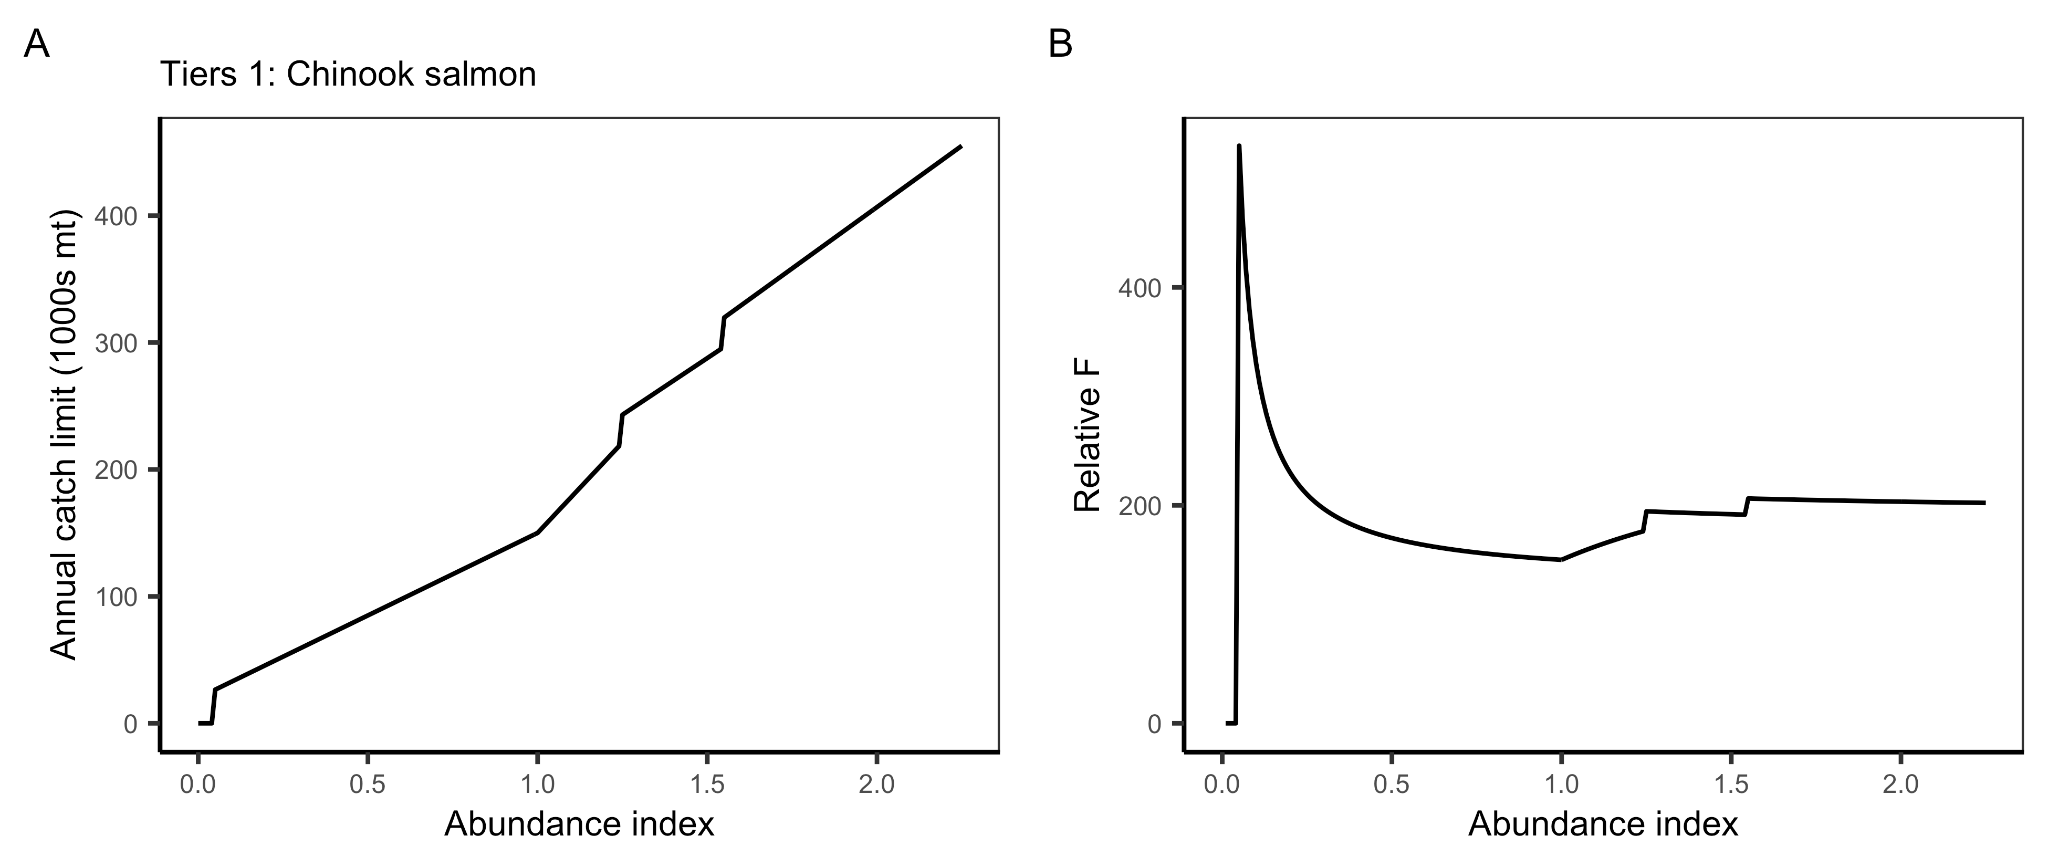 A
Tiers 1: Chinook salmon
Annual catch limit (1000s mt)
400
300
200
100
0
0.0 0.5 1.0 1.5 2.0
Abundance index
B
Relative F
400
200
0
0.0 0.5 1.0 1.5 2.0
Abundance index